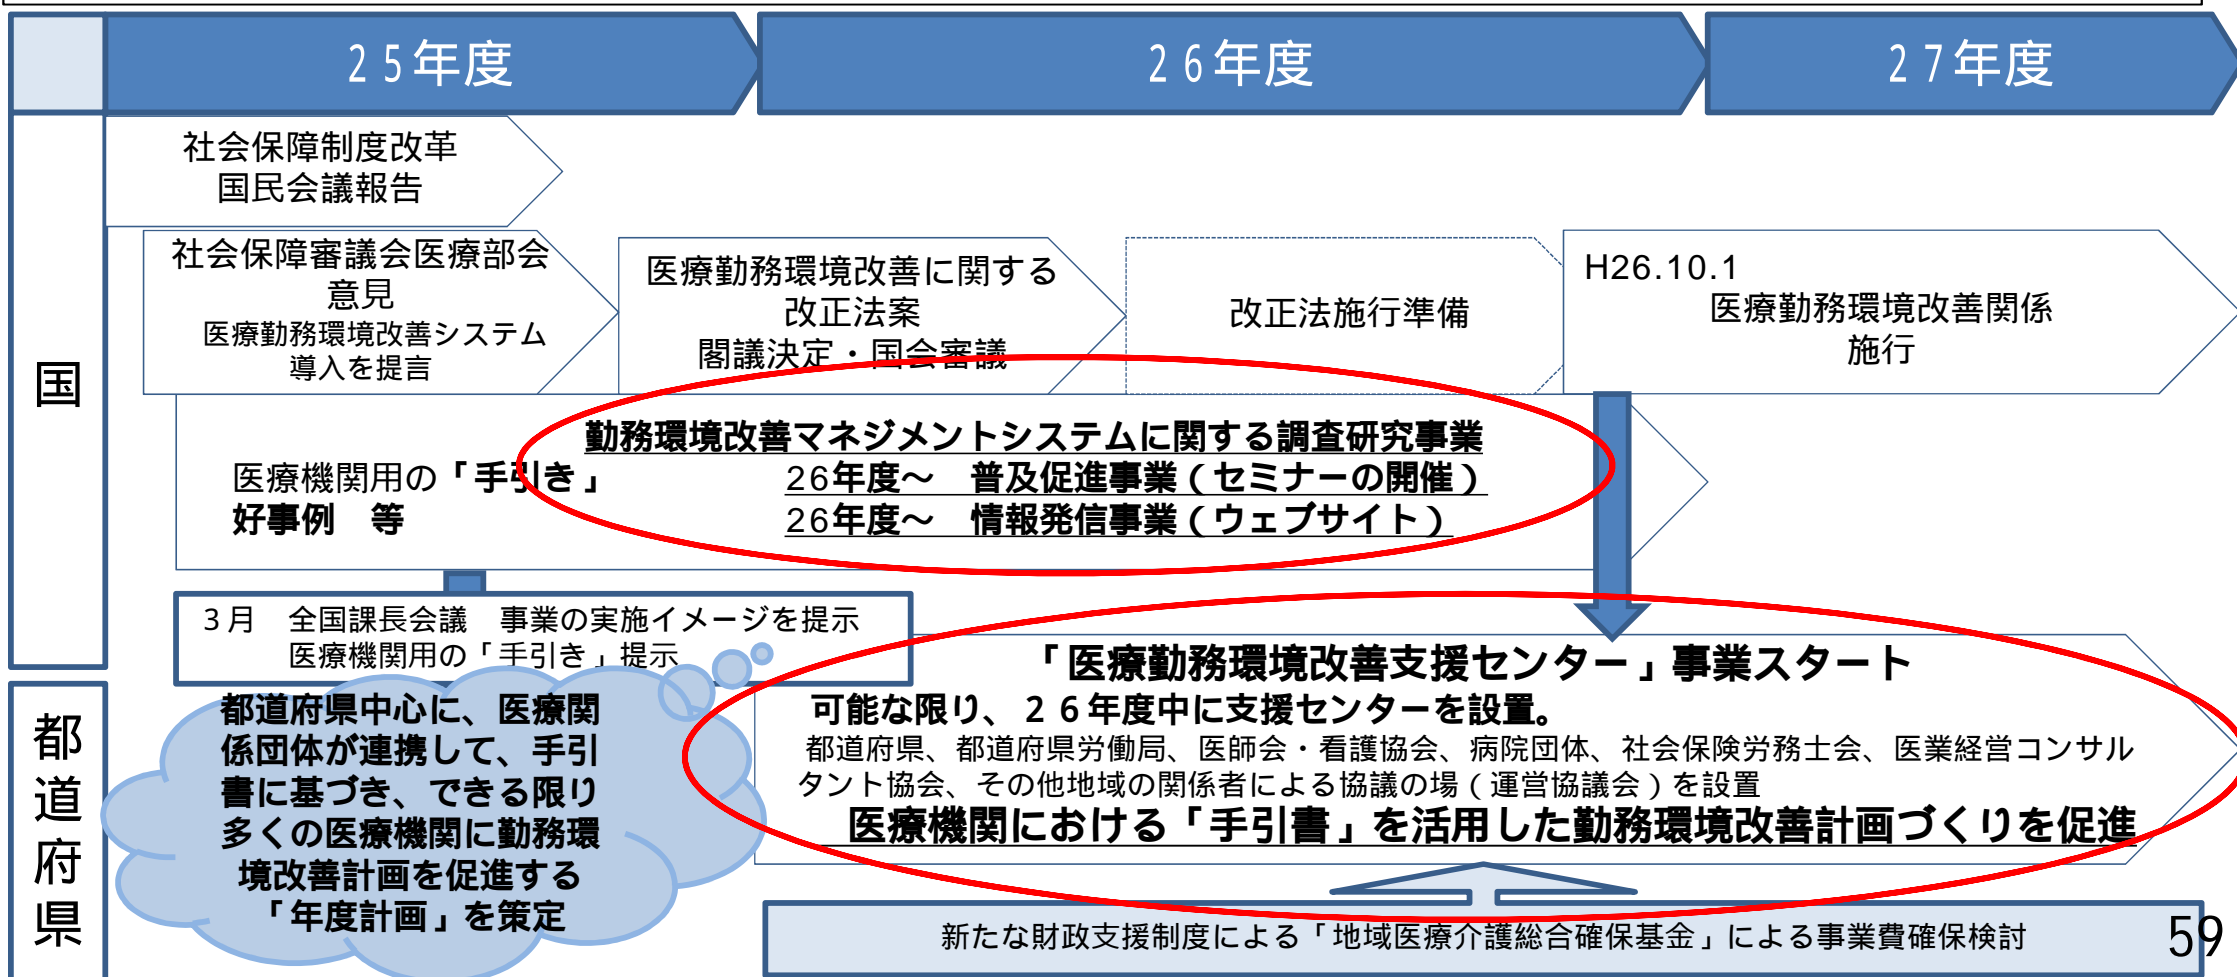 ２５年度
２６年度
２７年度
国
社会保障制度改革
国民会議報告
社会保障審議会医療部会
意見
医療勤務環境改善システム
導入を提言
医療勤務環境改善に関する
改正法案
閣議決定・国会審議
改正法施行準備
H26.10.1
医療勤務環境改善関係
施行
勤務環境改善マネジメントシステムに関する調査研究事業
医療機関用の「手引き」
好事例　等
26年度～　普及促進事業（セミナーの開催）
26年度～　情報発信事業（ウェブサイト）
３月　全国課長会議　事業の実施イメージを提示
医療機関用の「手引き」提示
都道府県
都道府県中心に、医療関
係団体が連携して、手引
書に基づき、できる限り
多くの医療機関に勤務環
境改善計画を促進する
「年度計画」を策定
「医療勤務環境改善支援センター」事業スタート
可能な限り、２６年度中に支援センターを設置。
都道府県、都道府県労働局、医師会・看護協会、病院団体、社会保険労務士会、医業経営コンサル
タント協会、その他地域の関係者による協議の場（運営協議会）を設置
医療機関における「手引書」を活用した勤務環境改善計画づくりを促進
新たな財政支援制度による「地域医療介護総合確保基金」による事業費確保検討
59